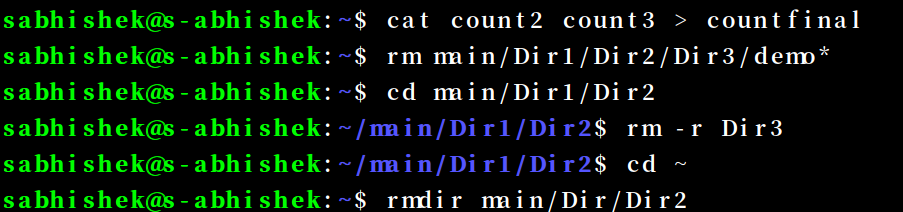 sabhishek@s-abhishek:~$ cat count2 count3 > countfinal
sabhishek@s-abhishek:~$ rm main/Dir1/Dir2/Dir3/demo*
sabhishek@s-abhishek:~$ cd main/Dir1/Dir2
sabhishek@s-abhishek:~/main/Dir1/Dir2$ rm -r Dir3
sabhishek@s-abhishek:~/main/Dir1/Dir2$ cd ~
sabhishek@s-abhishek:~$ rmdir main/Dir/Dir2